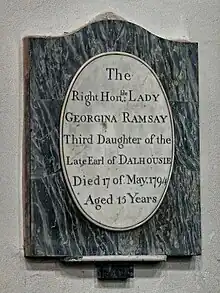 The
Right Honble LADY
GEORGINA RAMSAY
Third Daughter of the
Late Earl of DALHOUSIE
Died 17 of May.
Aged 15 Years